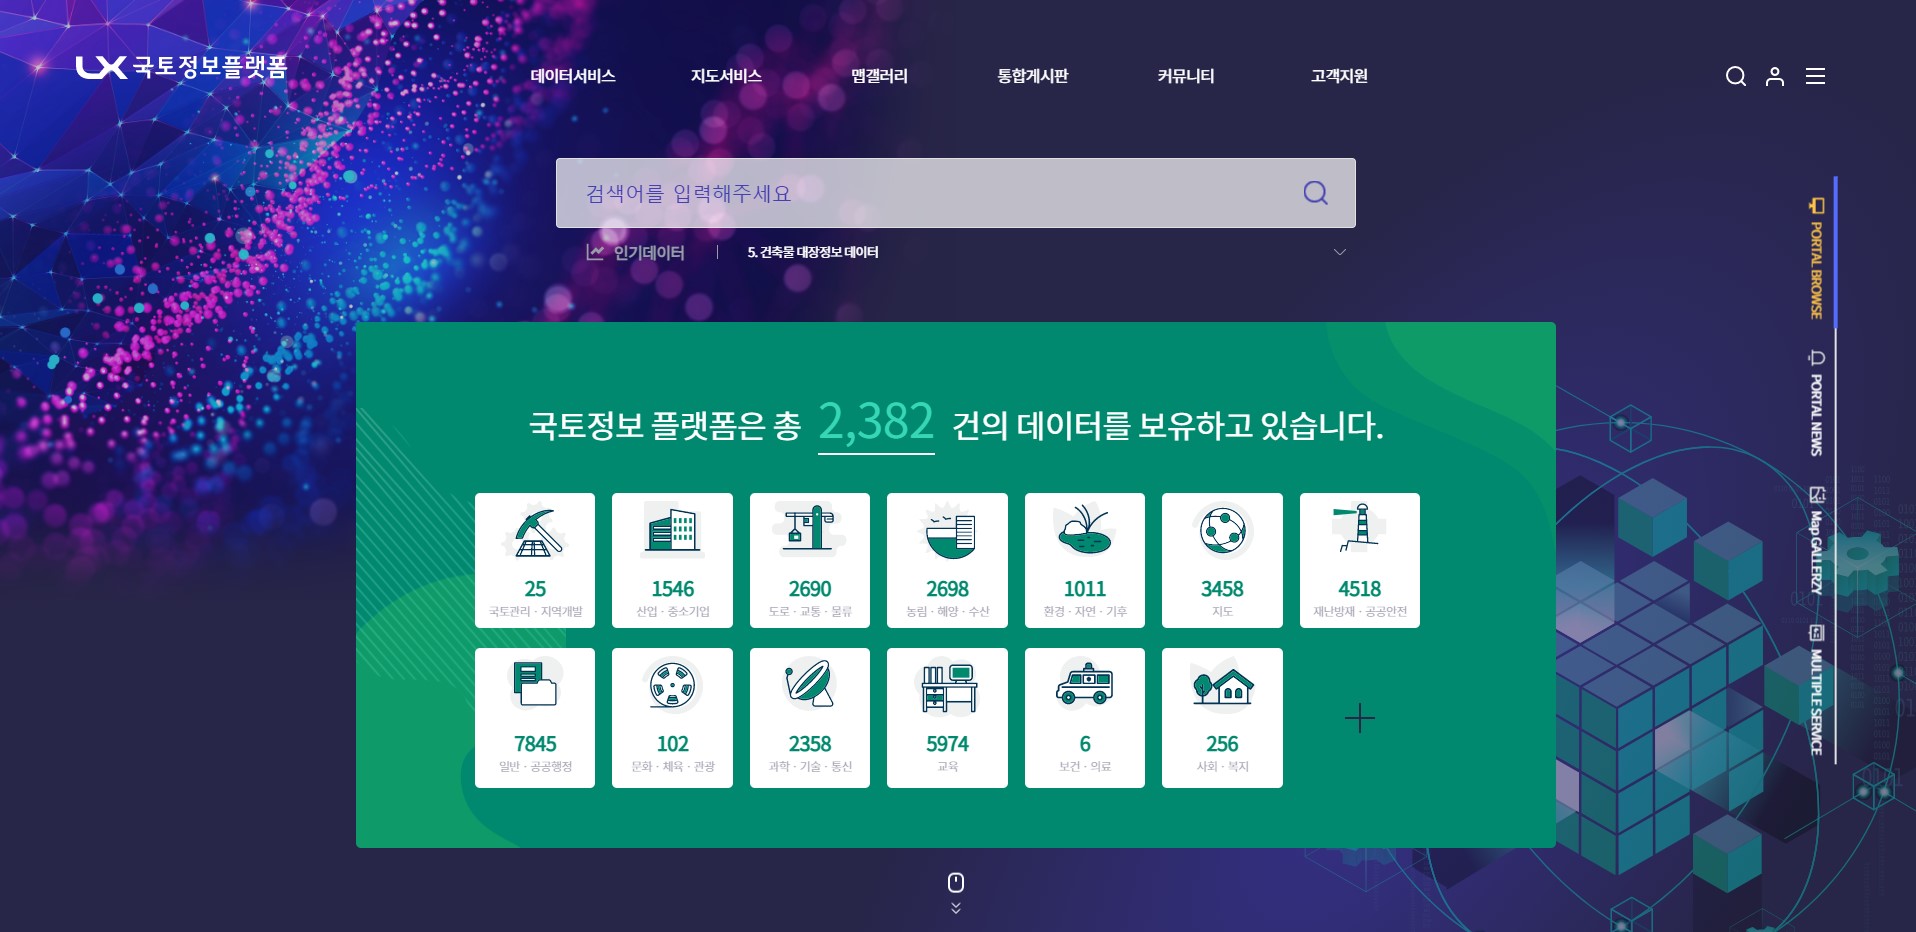 LX 국토정보플랫폼
데이터서비스 지도서비스 맵갤러리 통합게시판 커뮤니티 고객지원
검색어를 입력해주세요
인기데이터 5. 건축물 대장정보 데이터
국토정보 플랫폼은 총 2,382 건의 데이터를 보유하고 있습니다.
25 1546 2690 2698 1011 3458 4518
국토관리 · 지역개발 산업 · 중소기업 도로 · 교통 · 물류 농림 · 해양 · 수산 환경 · 자연 · 기후 지도 재난방재 · 공공안전
7845 102 2358 5974 6 256
일반 · 공공행정 문화 · 체육 · 관광 과학 · 기술 · 통신 교육 보건 · 의료 사회 · 복지
PORTAL BROWSE
PORTAL NEWS
Map GALLERZY
MULTIPLE SERVICE